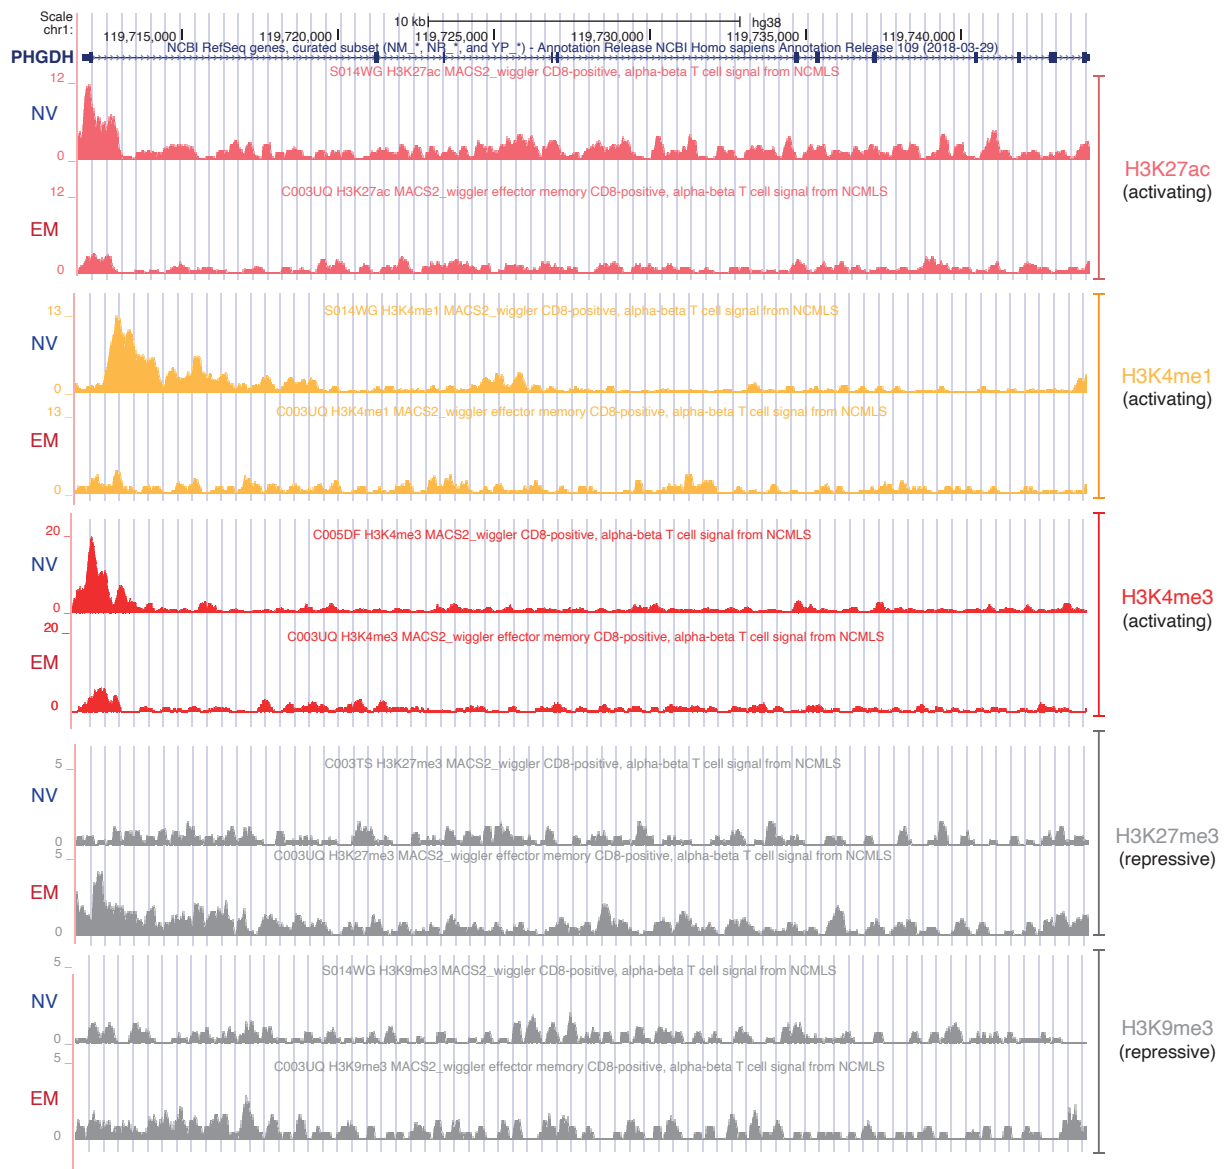 Scale
10 kb
hg38
chr1:
119,715,000
119,720,000
119,725,000
119,730,000
119,735,000
119,740,000
NCBI RefSeq genes, curated subset (NM_*, NR_*, and YP_*) - Annotation Release NCBI Homo sapiens Annotation Release 109 (2018-03-29)
PHGDH
S014WG H3K27ac MACS2_wiggler CD8-positive, alpha-beta T cell signal from NCMLS
12
NV
0
H3K27ac
(activating)
C003UQ H3K27ac MACS2_wiggler effector memory CD8-positive, alpha-beta T cell signal from NCMLS
12
EM
0
S014WG H3K4me1 MACS2_wiggler CD8-positive, alpha-beta T cell signal from NCMLS
13
NV
0
H3K4me1
(activating)
C003UQ H3K4me1 MACS2_wiggler effector memory CD8-positive, alpha-beta T cell signal from NCMLS
13
EM
0
C005DF H3K4me3 MACS2_wiggler CD8-positive, alpha-beta T cell signal from NCMLS
20
NV
0
H3K4me3
(activating)
C003UQ H3K4me3 MACS2_wiggler effector memory CD8-positive, alpha-beta T cell signal from NCMLS
20
EM
0
C003TS H3K27me3 MACS2_wiggler CD8-positive, alpha-beta T cell signal from NCMLS
5
NV
0
H3K27me3
(repressive)
C003UQ H3K27me3 MACS2_wiggler effector memory CD8-positive, alpha-beta T cell signal from NCMLS
5
EM
0
S014WG H3K9me3 MACS2_wiggler CD8-positive, alpha-beta T cell signal from NCMLS
5
NV
0
H3K9me3
(repressive)
C003UQ H3K9me3 MACS2_wiggler effector memory CD8-positive, alpha-beta T cell signal from NCMLS
5
EM
0